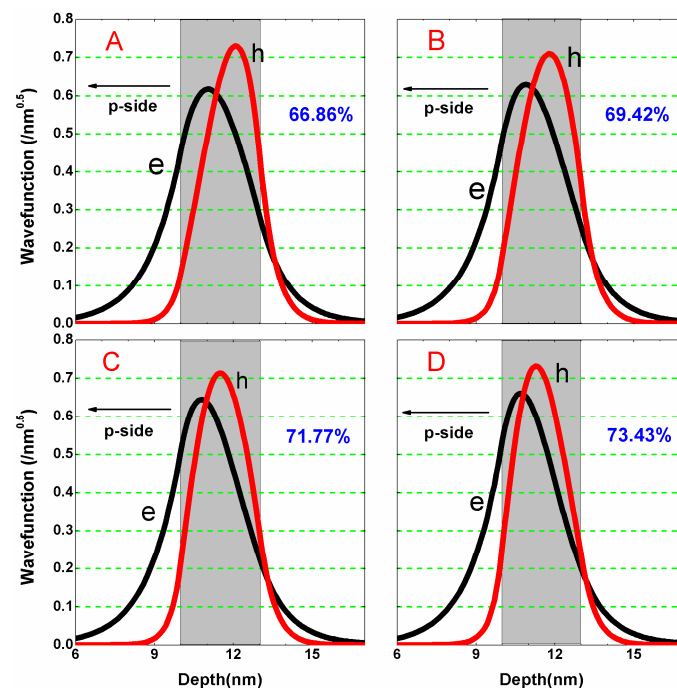 0.8
0.7
0.6
0.5
0.4
0.3
0.2
0.1
0.0
Wavefunction (/nm^0.5)
A
h
p-side
66.86%
e
B
h
p-side
69.42%
e
0.8
0.7
0.6
0.5
0.4
0.3
0.2
0.1
0.0
Wavefunction (/nm^0.5)
C
h
p-side
71.77%
e
D
h
p-side
73.43%
e
6 9 12 15
6 9 12 15
Depth(nm)
Depth(nm)